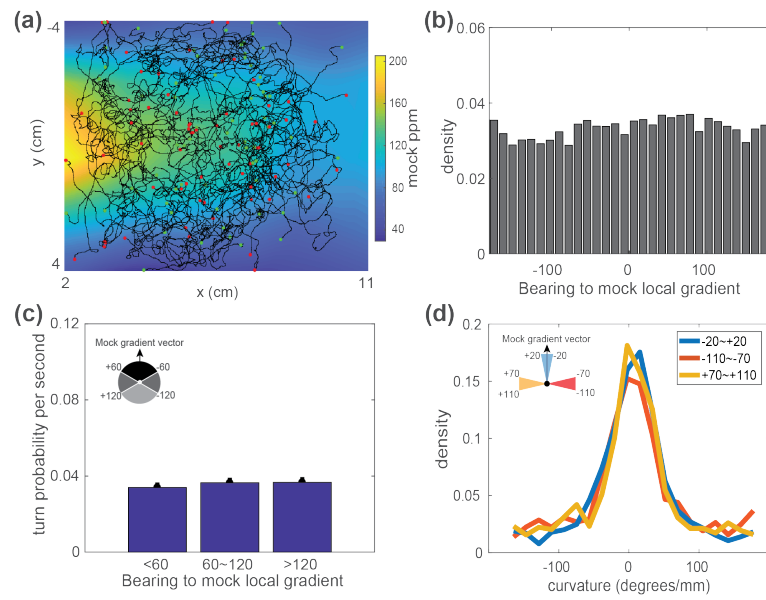 (a)
-4
y (cm)
4
2
x (cm)
11
200
160
120
80
40
mock ppm
(b)
0.06
0.04
0.02
0
density
-100
0
100
Bearing to mock local gradient
(c)
0.12
0.08
0.04
0
turn probability per second
Mock gradient vector
+60
-60
+120
-120
<60
60~120
>120
Bearing to mock local gradient
(d)
0.2
0.15
0.1
0.05
0
density
Mock gradient vector
+20
-20
+70
-70
+110
-110
-20~+20
-110~-70
+70~+110
-100
0
100
curvature (degrees/mm)